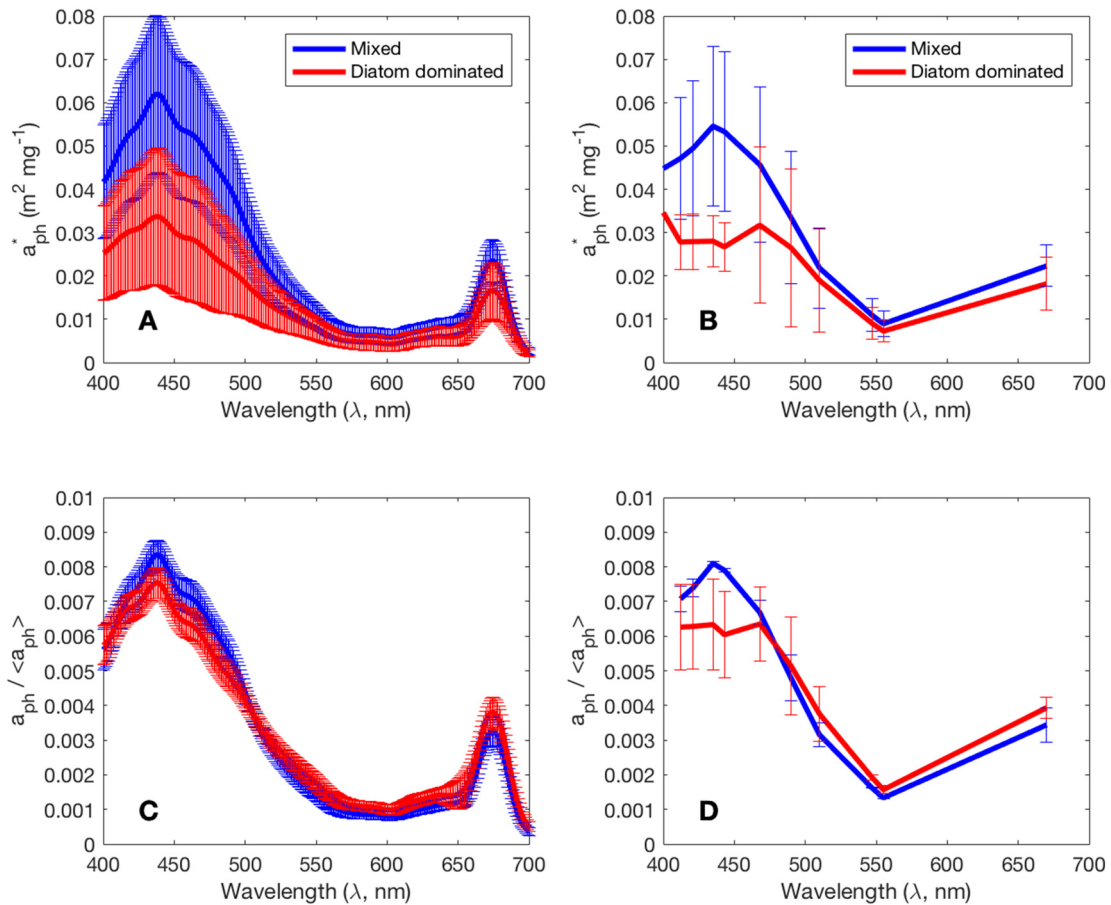 0.08
0.07
0.06
0.05
0.04
0.03
0.02
0.01
0
a*ph (m2 mg-1)
Mixed
Diatom dominated
A
400 450 500 550 600 650 700
Wavelength (λ, nm)
0.08
0.07
0.06
0.05
0.04
0.03
0.02
0.01
0
a*ph (m2 mg-1)
Mixed
Diatom dominated
B
400 450 500 550 600 650 700
Wavelength (λ, nm)
0.01
0.009
0.008
0.007
0.006
0.005
0.004
0.003
0.002
0.001
0
aph / <aph>
C
400 450 500 550 600 650 700
Wavelength (λ, nm)
0.01
0.009
0.008
0.007
0.006
0.005
0.004
0.003
0.002
0.001
0
aph / <aph>
D
400 450 500 550 600 650 700
Wavelength (λ, nm)